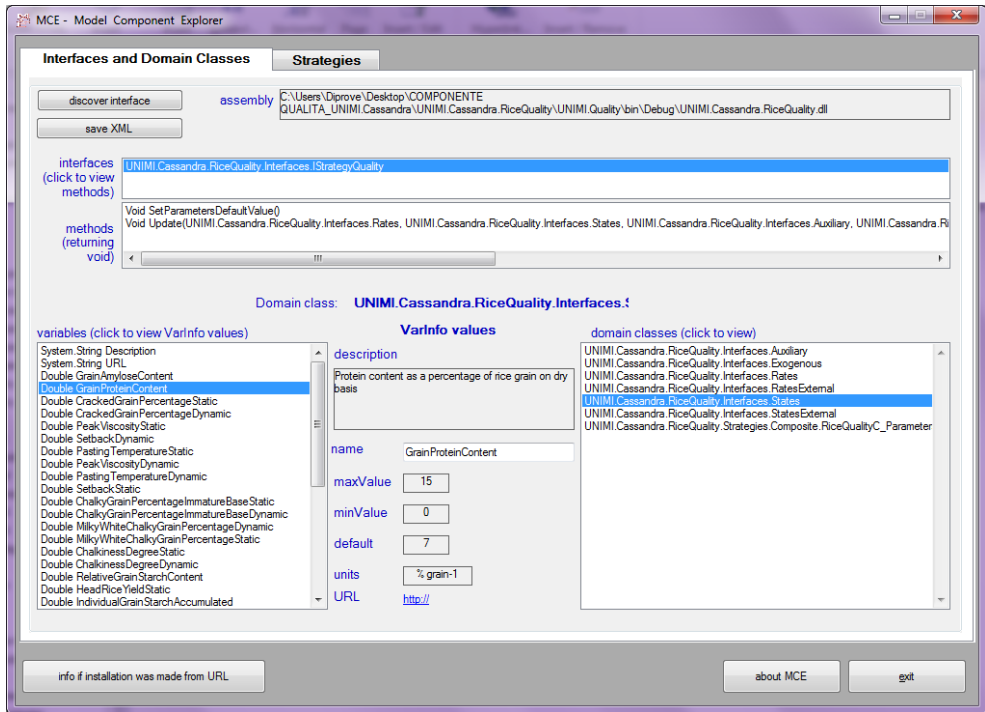 MCE - Model Component Explorer
Interfaces and Domain Classes
Strategies
discover interface
assembly
C:\Users\Diprove\Desktop\COMPONENTE
QUALITA_UNIMI.Cassandra\UNIMI.Cassandra.RiceQuality\UNIMI.Quality\bin\Debug\UNIMI.Cassandra.RiceQuality.dll
save XML
interfaces
(click to view
methods)
UNIMI.Cassandra.RiceQuality.Interfaces.IStrategyQuality
methods
(returning
void)
Void SetParametersDefaultValue()
Void Update(UNIMI.Cassandra.RiceQuality.Interfaces.Rates, UNIMI.Cassandra.RiceQuality.Interfaces.States, UNIMI.Cassandra.RiceQuality.Interfaces.Auxiliary, UNIMI.Cassandra.Ri
Domain class: UNIMI.Cassandra.RiceQuality.Interfaces.
variables (click to view VarInfo values)
System.String Description
System.String URL
Double GrainAmyloseContent
Double GrainProteinContent
Double CrackedGrainPercentageStatic
Double CrackedGrainPercentageDynamic
Double PeakViscosityStatic
Double SetbackDynamic
Double PastingTemperatureStatic
Double PeakViscosityDynamic
Double PastingTemperatureDynamic
Double SetbackStatic
Double ChalkyGrainPercentageImmatureBaseStatic
Double ChalkyGrainPercentageImmatureBaseDynamic
Double MilkyWhiteChalkyGrainPercentageDynamic
Double MilkyWhiteChalkyGrainPercentageStatic
Double ChalkinessDegreeStatic
Double ChalkinessDegreeDynamic
Double RelativeGrainStarchContent
Double HeadRiceYieldStatic
Double IndividualGrainStarchAccumulated
VarInfo values
description
Protein content as a percentage of rice grain on dry
basis
name GrainProteinContent
maxValue 15
minValue 0
default 7
units % grain-1
URL http://
domain classes (click to view)
UNIMI.Cassandra.RiceQuality.Interfaces.Auxiliary
UNIMI.Cassandra.RiceQuality.Interfaces.Exogenous
UNIMI.Cassandra.RiceQuality.Interfaces.Rates
UNIMI.Cassandra.RiceQuality.Interfaces.RatesExternal
UNIMI.Cassandra.RiceQuality.Interfaces.States
UNIMI.Cassandra.RiceQuality.Interfaces.StatesExternal
UNIMI.Cassandra.RiceQuality.Strategies.Composite.RiceQualityC_Parameter
info if installation was made from URL
about MCE
exit